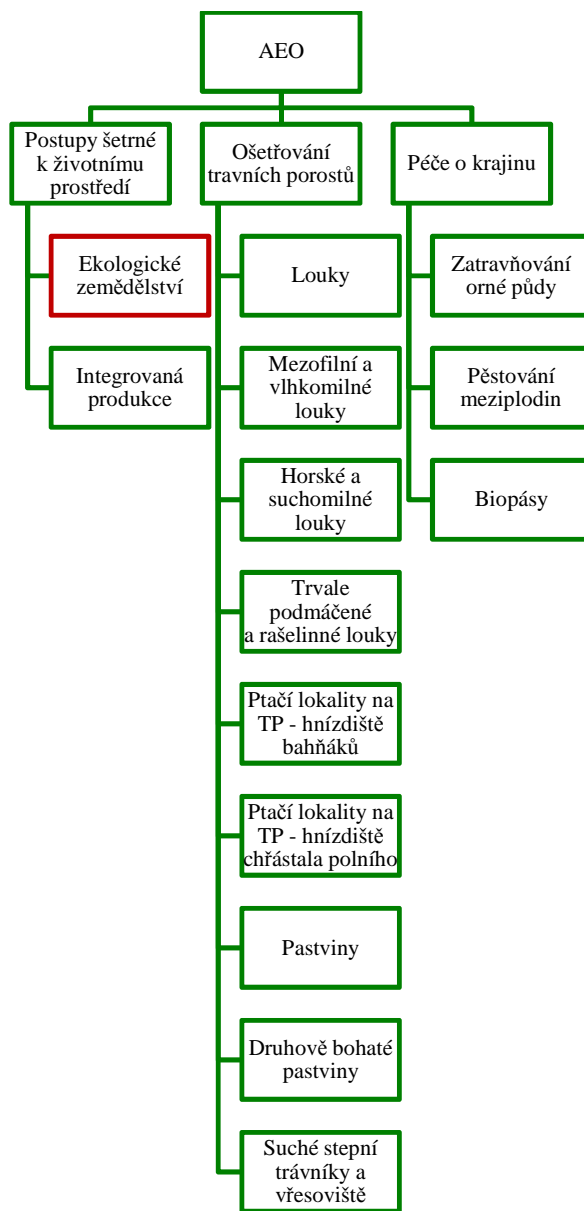 AEO
Postupy šetrné
k životnímu
prostředí
Ekologické
zemědělství
Integrovaná
produkce
Ošetřování
travních porostů
Louky
Mezofilní a
vlhkomilné
louky
Horské a
suchomilné
louky
Trvale
podmáčené
a rašelinné louky
Ptačí lokality na
TP - hnízdiště
bahňáků
Ptačí lokality na
TP - hnízdiště
chřástala polního
Pastviny
Druhově bohaté
pastviny
Suché stepní
trávníky a
vřesoviště
Péče o krajinu
Zatravňování
orné půdy
Pěstování
meziplodin
Biopásy